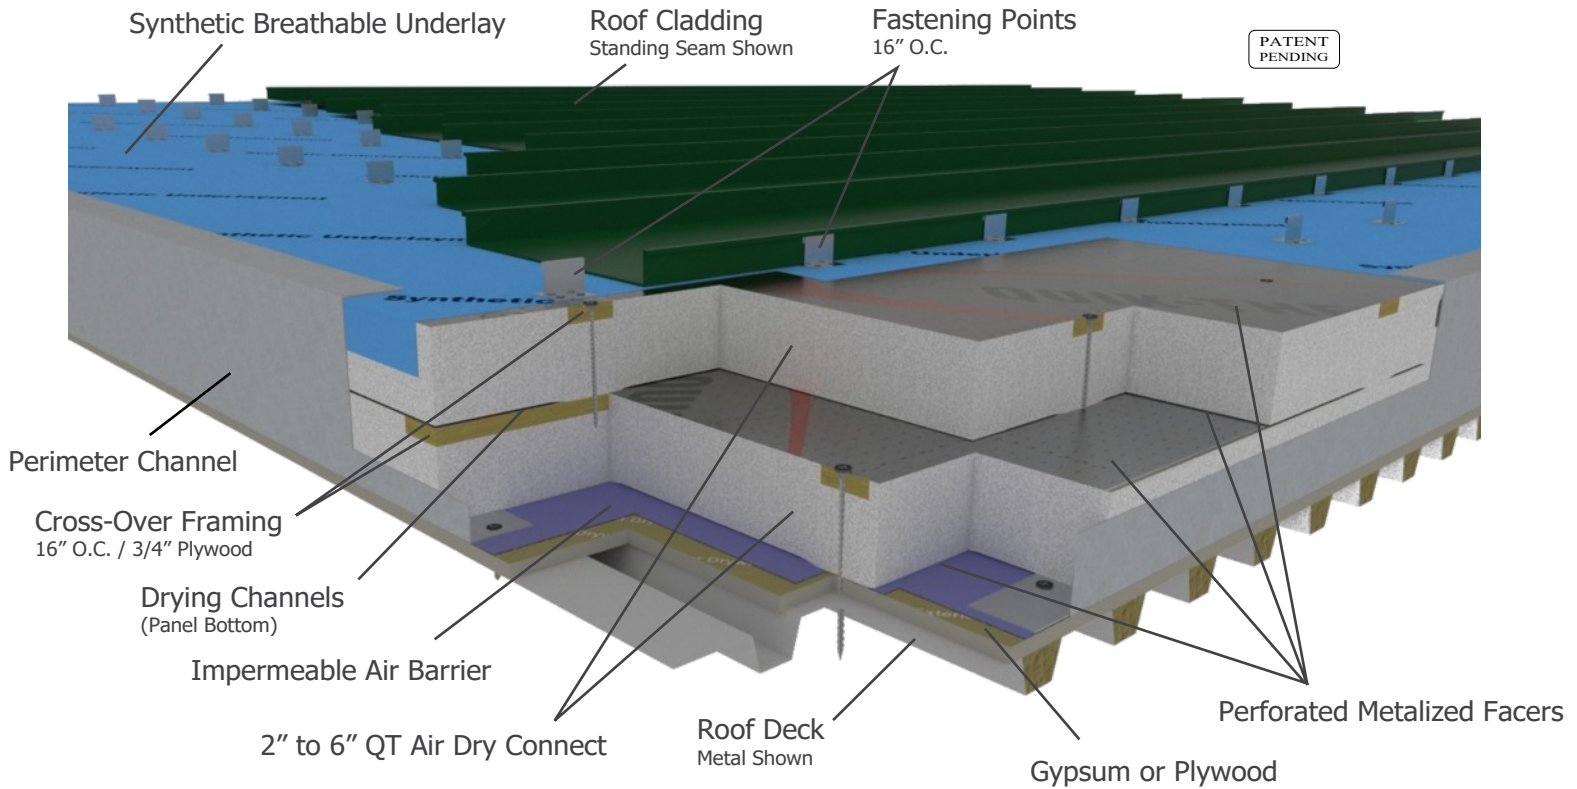 Synthetic Breathable Underlay
Roof Cladding
Standing Seam Shown
Fastening Points
16” O.C.
PATENT
PENDING
Synthetic
Perimeter Channel
Cross-Over Framing
16” O.C. / 3/4” Plywood
Drying Channels
(Panel Bottom)
Impermeable Air Barrier
2” to 6” QT Air Dry Connect
Roof Deck
Metal Shown
Perforated Metalized Facers
Gypsum or Plywood